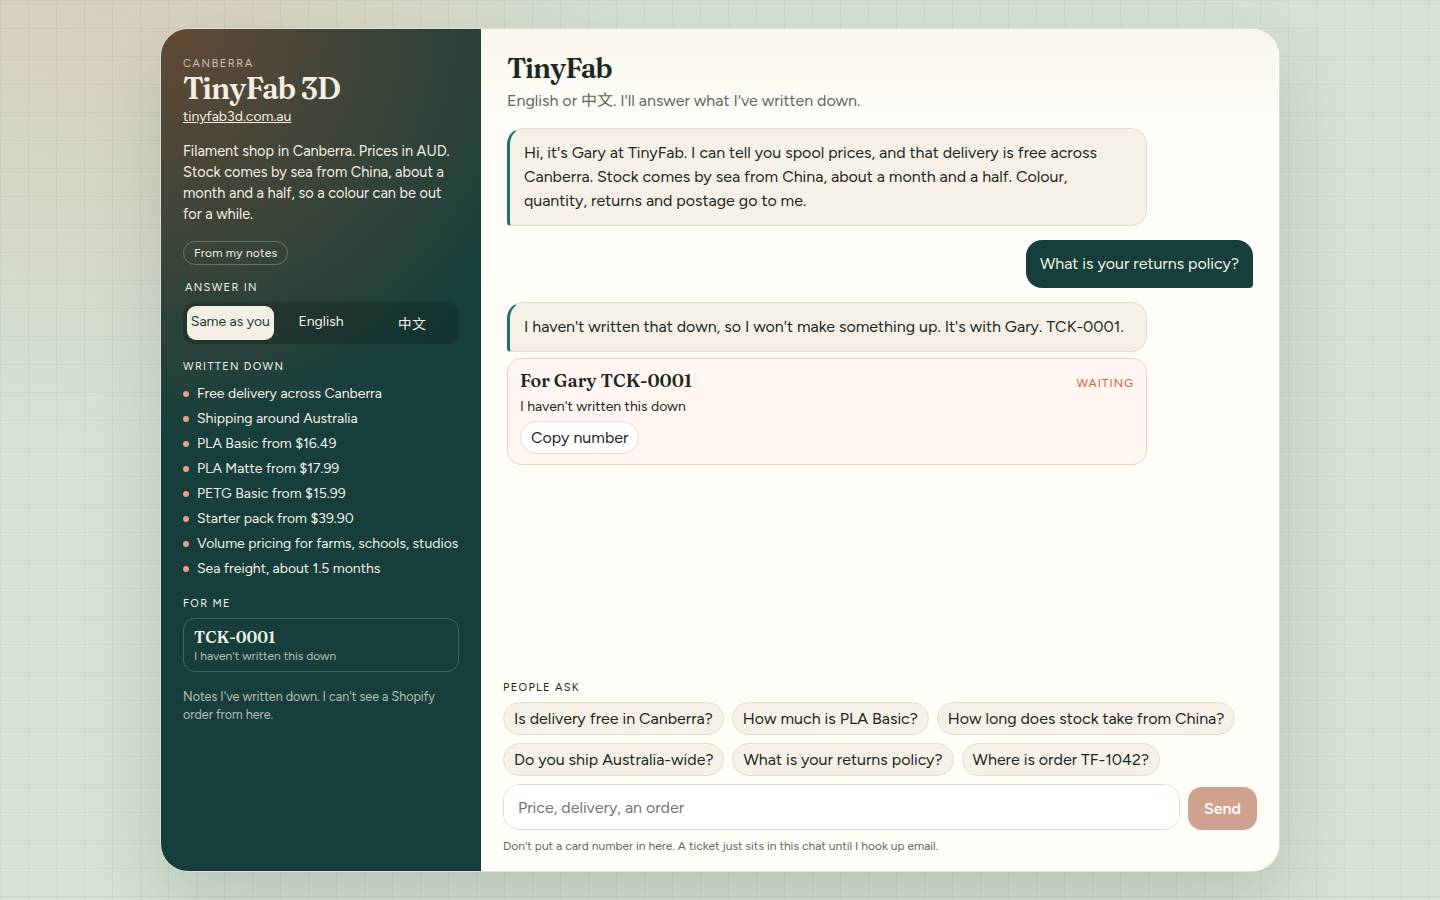 CANBERRA
TinyFab 3D
tinyfab3d.com.au
Filament shop in Canberra. Prices in AUD.
Stock comes by sea from China, about a
month and a half, so a colour can be out
for a while.
From my notes
ANSWER IN
Same as you English 中文
WRITTEN DOWN
Free delivery across Canberra
Shipping around Australia
PLA Basic from $16.49
PLA Matte from $17.99
PETG Basic from $15.99
Starter pack from $39.90
Volume pricing for farms, schools, studios
Sea freight, about 1.5 months
FOR ME
TCK-0001
I haven't written this down
Notes I've written down. I can't see a Shopify
order from here.
TinyFab
English or 中文. I'll answer what I've written down.
Hi, it's Gary at TinyFab. I can tell you spool prices, and that delivery is free across
Canberra. Stock comes by sea from China, about a month and a half. Colour,
quantity, returns and postage go to me.
What is your returns policy?
I haven't written that down, so I won't make something up. It's with Gary. TCK-0001.
For Gary TCK-0001 WAITING
I haven't written this down
Copy number
PEOPLE ASK
Is delivery free in Canberra? How much is PLA Basic? How long does stock take from China?
Do you ship Australia-wide? What is your returns policy? Where is order TF-1042?
Price, delivery, an order Send
Don't put a card number in here. A ticket just sits in this chat until I hook up email.